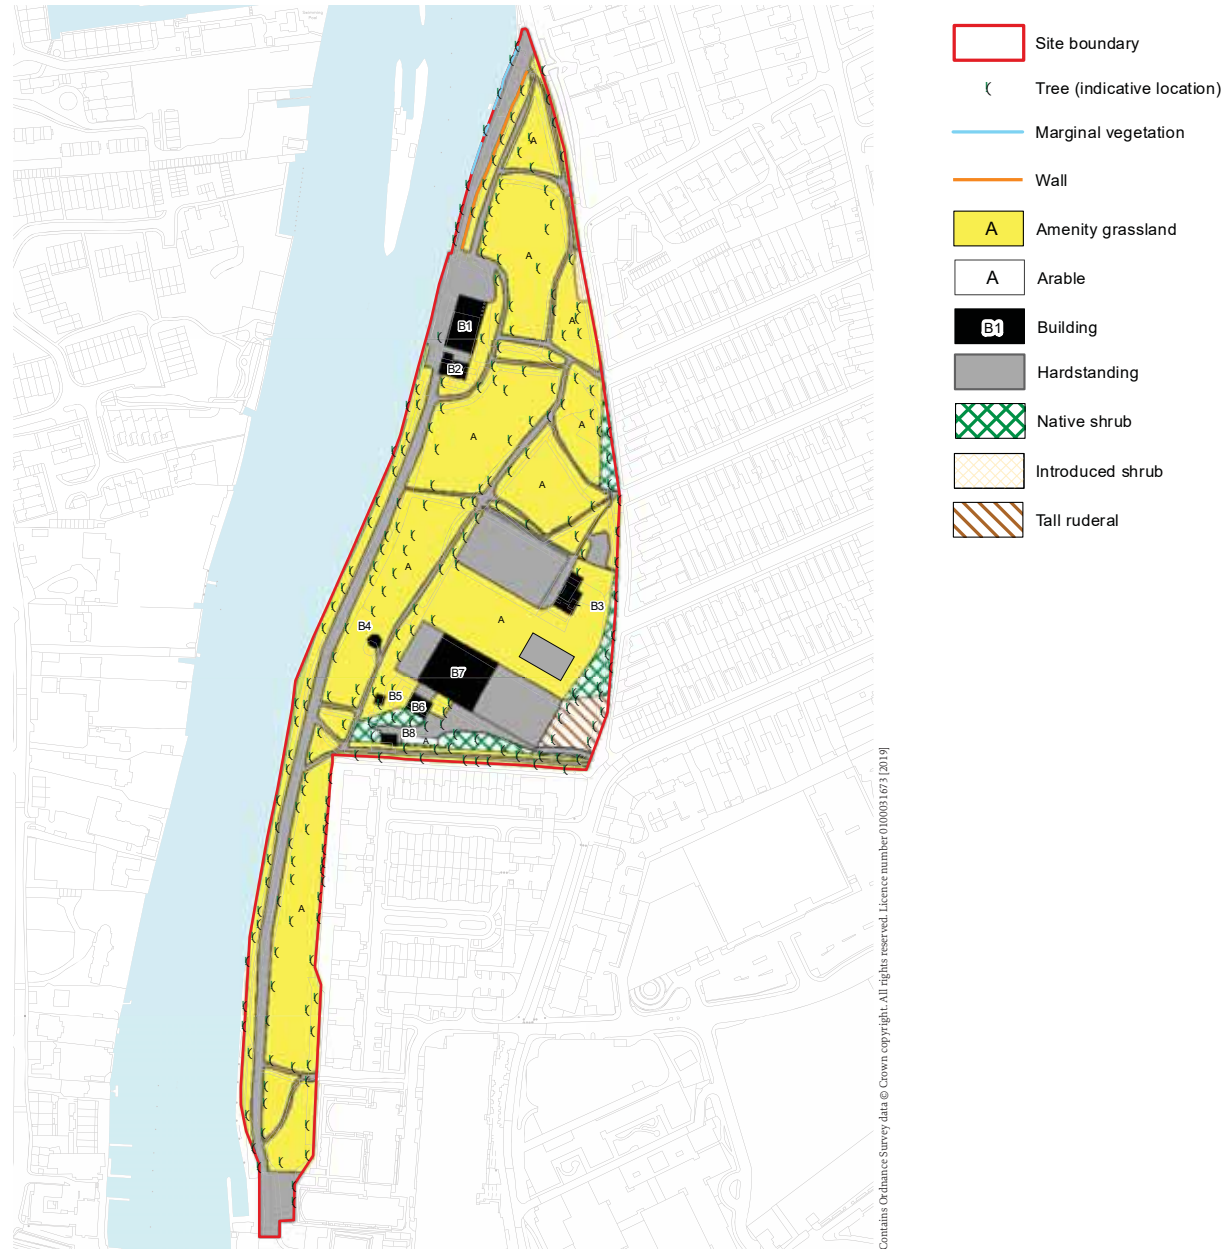 Site boundary
Tree (indicative location)
Marginal vegetation
Wall
A
Amenity grassland
A
Arable
B1
Building
Hardstanding
Native shrub
Introduced shrub
Tall ruderal
A
A
A
B1
B2
A
A
A
A
B3
A
B4
B7
B5
B6
B8
A
A
Contains Ordnance Survey data © Crown copyright. All rights reserved. Licence number 0100031673 [2019]